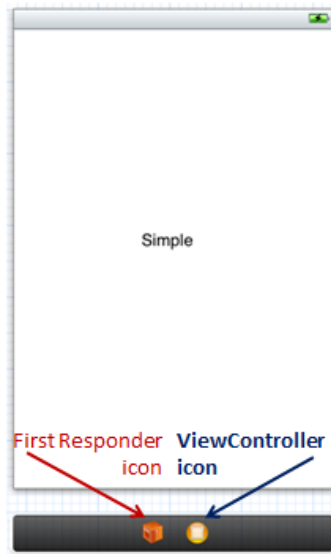 Simple
First Responder
icon
ViewController
icon